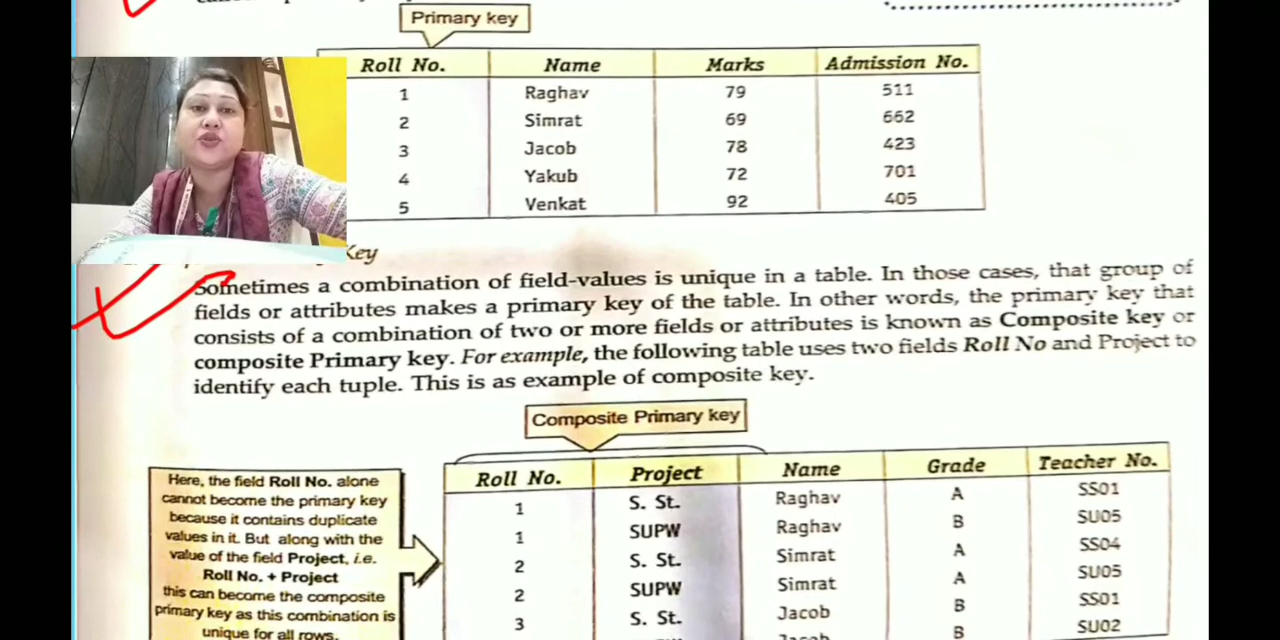 Primary key
Roll No. Name Marks Admission No.
1 Raghav 79 511
2 Simrat 69 662
3 Jacob 78 423
4 Yakub 72 701
5 Venkat 92 405
Key
Sometimes a combination of field-values is unique in a table. In those cases, that group of
fields or attributes makes a primary key of the table. In other words, the primary key that
consists of a combination of two or more fields or attributes is known as Composite key or
composite Primary key. For example, the following table uses two fields Roll No and Project to
identify each tuple. This is as example of composite key.
Composite Primary key
Here, the field Roll No. alone
cannot become the primary key
because it contains duplicate
values in it. But along with the
value of the field Project, i.e.
Roll No. + Project
this can become the composite
primary key as this combination is
unique for all rows.
Roll No. Project Name Grade Teacher No.
1 S. St. Raghav A SS01
1 SUPW Raghav B SU05
2 S. St. Simrat A SS04
2 SUPW Simrat A SU05
3 S. St. Jacob B SS01
B SU02